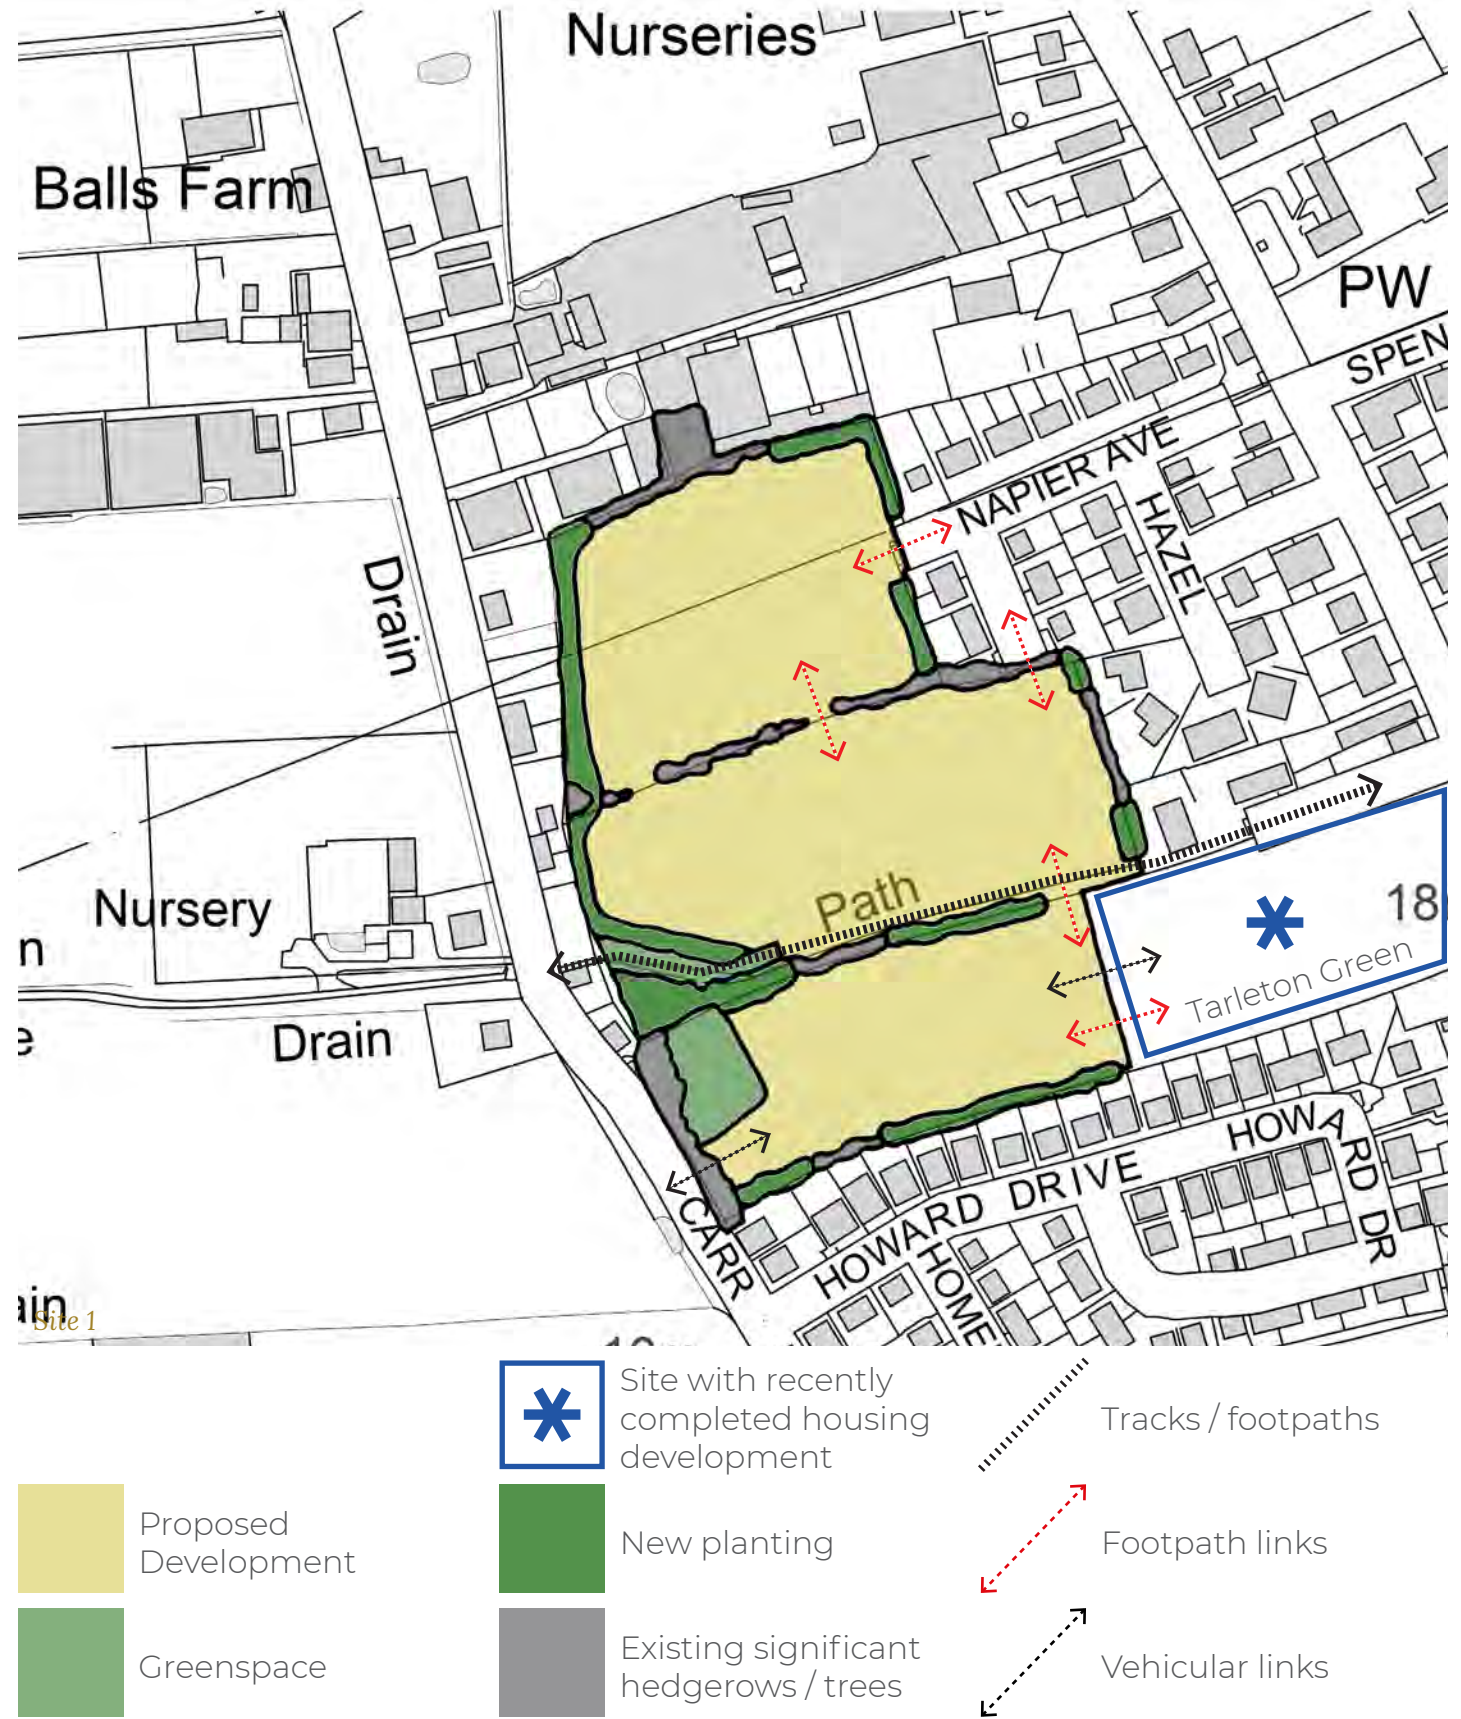 Nurseries
Balls Farm
PW
SPEN
NAPIER AVE
HAZEL
Drain
Path
Nursery
n
18
Tarleton Green
Drain
e
HOWARD DRIVE
HOWARD DR
CARR
HOME
ain
Site 1
Site with recently
completed housing
development
Tracks / footpaths
Proposed
Development
New planting
Footpath links
Greenspace
Existing significant
hedgerows / trees
Vehicular links